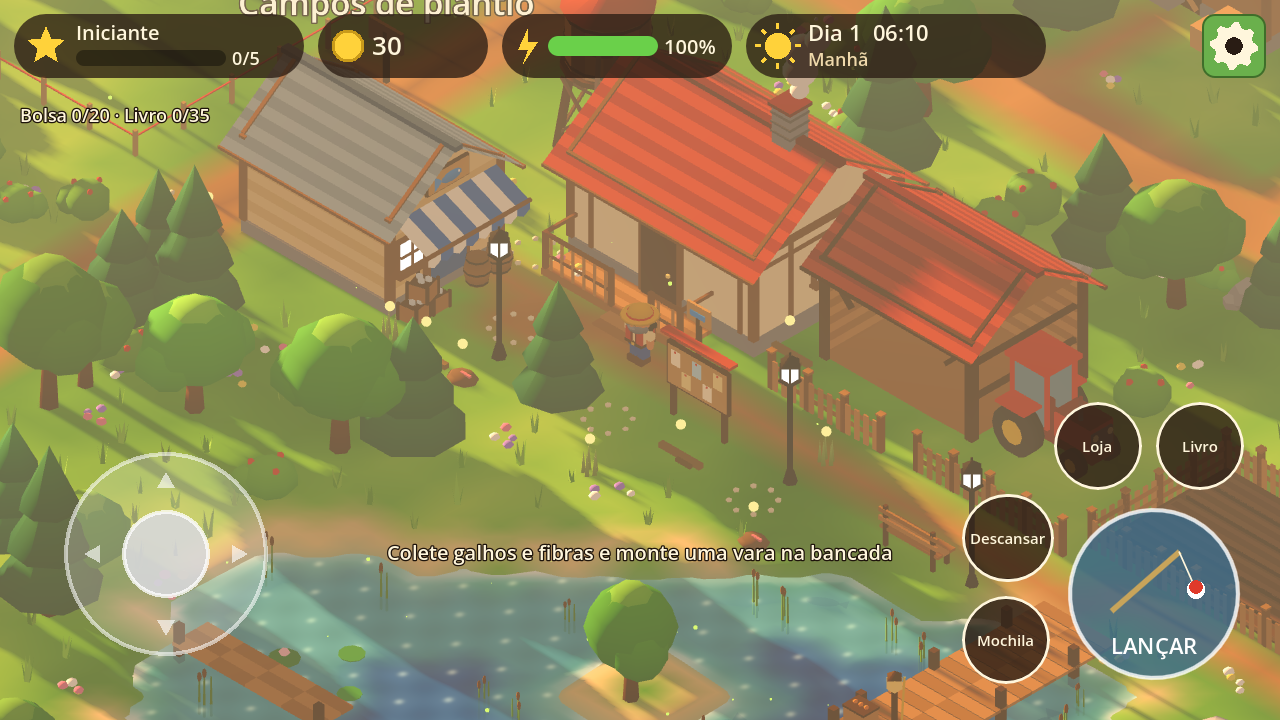 Campos de plantio
Iniciante
0/5
30
100%
Dia 1 06:10
Manhã
Bolsa 0/20 · Livro 0/35
Loja
Livro
Descansar
Colete galhos e fibras e monte uma vara na bancada
Mochila
LANÇAR